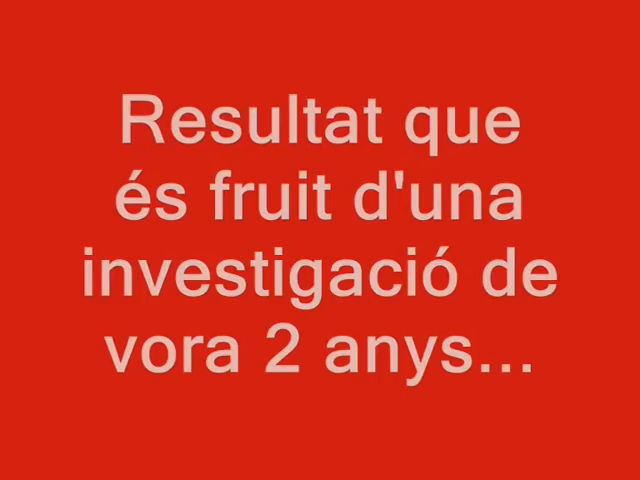 Resultat que
és fruit d'una
investigació de
vora 2 anys...